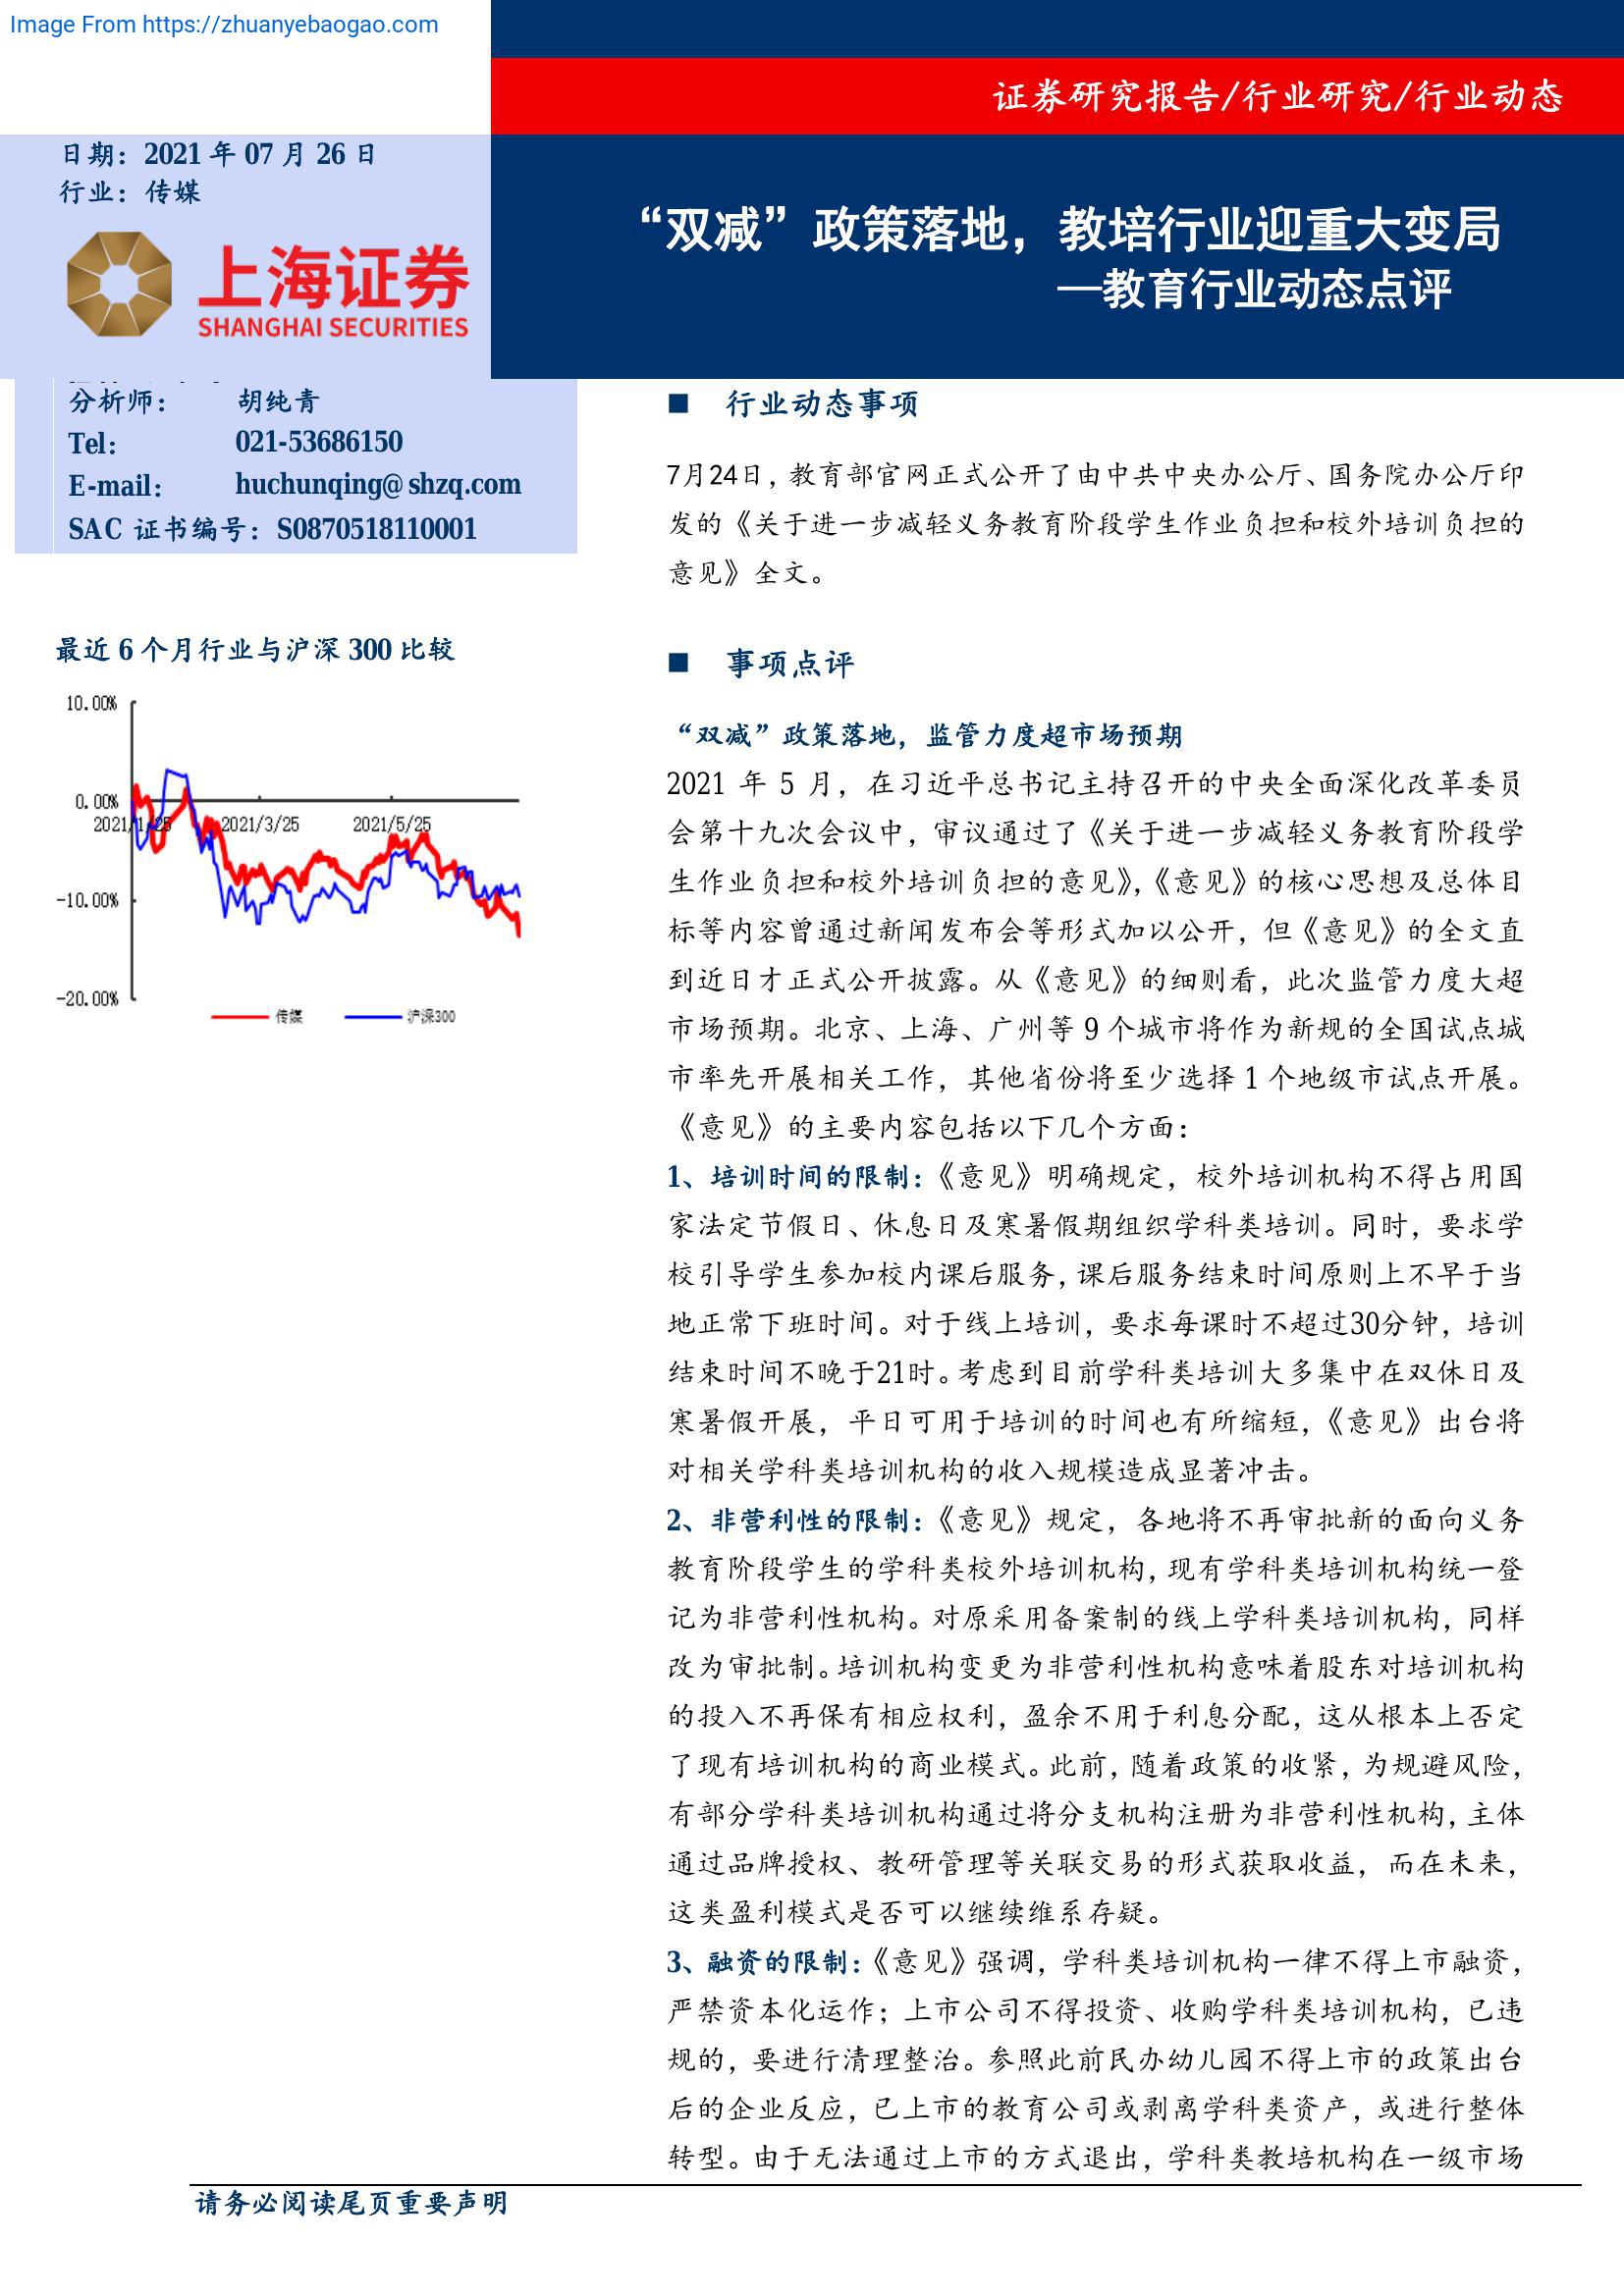 Image From https://zhuanyebaogao.com
证券研究报告/行业研究/行业动态
日期：2021 年 07 月 26 日
行业：传媒
上海证券
SHANGHAI SECURITIES
“双减”政策落地，教培行业迎重大变局
—教育行业动态点评
分析师： 胡纯青
Tel： 021-53686150
E-mail： huchunqing@shzq.com
SAC 证书编号：S0870518110001
最近 6 个月行业与沪深 300 比较
10.00%
0.00%
2021/1/25 2021/3/25 2021/5/25
-10.00%
-20.00%
传媒 沪深300
■ 行业动态事项
7月24日，教育部官网正式公开了由中共中央办公厅、国务院办公厅印
发的《关于进一步减轻义务教育阶段学生作业负担和校外培训负担的
意见》全文。
■ 事项点评
“双减”政策落地，监管力度超市场预期
2021 年 5 月，在习近平总书记主持召开的中央全面深化改革委员
会第十九次会议中，审议通过了《关于进一步减轻义务教育阶段学
生作业负担和校外培训负担的意见》，《意见》的核心思想及总体目
标等内容曾通过新闻发布会等形式加以公开，但《意见》的全文直
到近日才正式公开披露。从《意见》的细则看，此次监管力度大超
市场预期。北京、上海、广州等 9 个城市将作为新规的全国试点城
市率先开展相关工作，其他省份将至少选择 1 个地级市试点开展。
《意见》的主要内容包括以下几个方面：
1、培训时间的限制：《意见》明确规定，校外培训机构不得占用国
家法定节假日、休息日及寒暑假期组织学科类培训。同时，要求学
校引导学生参加校内课后服务，课后服务结束时间原则上不早于当
地正常下班时间。对于线上培训，要求每课时不超过30分钟，培训
结束时间不晚于21时。考虑到目前学科类培训大多集中在双休日及
寒暑假开展，平日可用于培训的时间也有所缩短，《意见》出台将
对相关学科类培训机构的收入规模造成显著冲击。
2、非营利性的限制：《意见》规定，各地将不再审批新的面向义务
教育阶段学生的学科类校外培训机构，现有学科类培训机构统一登
记为非营利性机构。对原采用备案制的线上学科类培训机构，同样
改为审批制。培训机构变更为非营利性机构意味着股东对培训机构
的投入不再保有相应权利，盈余不用于利息分配，这从根本上否定
了现有培训机构的商业模式。此前，随着政策的收紧，为规避风险，
有部分学科类培训机构通过将分支机构注册为非营利性机构，主体
通过品牌授权、教研管理等关联交易的形式获取收益，而在未来，
这类盈利模式是否可以继续维系存疑。
3、融资的限制：《意见》强调，学科类培训机构一律不得上市融资，
严禁资本化运作；上市公司不得投资、收购学科类培训机构，已违
规的，要进行清理整治。参照此前民办幼儿园不得上市的政策出台
后的企业反应，已上市的教育公司或剥离学科类资产，或进行整体
转型。由于无法通过上市的方式退出，学科类教培机构在一级市场
请务必阅读尾页重要声明